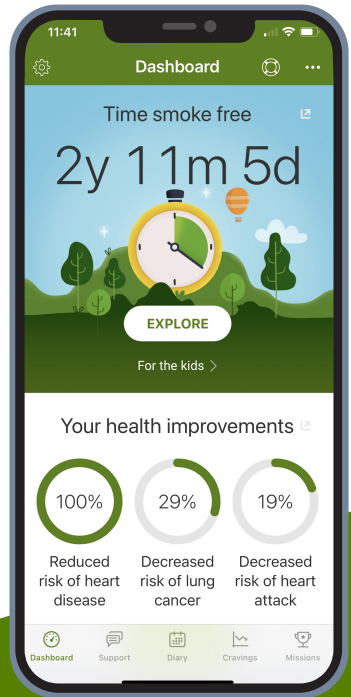 11:41
Dashboard
Time smoke free
2y 11m 5d
EXPLORE
For the kids >
Your health improvements
100% 29% 19%
Reduced Decreased Decreased
risk of heart risk of lung risk of heart
disease cancer attack
Dashboard Support Diary Cravings Missions